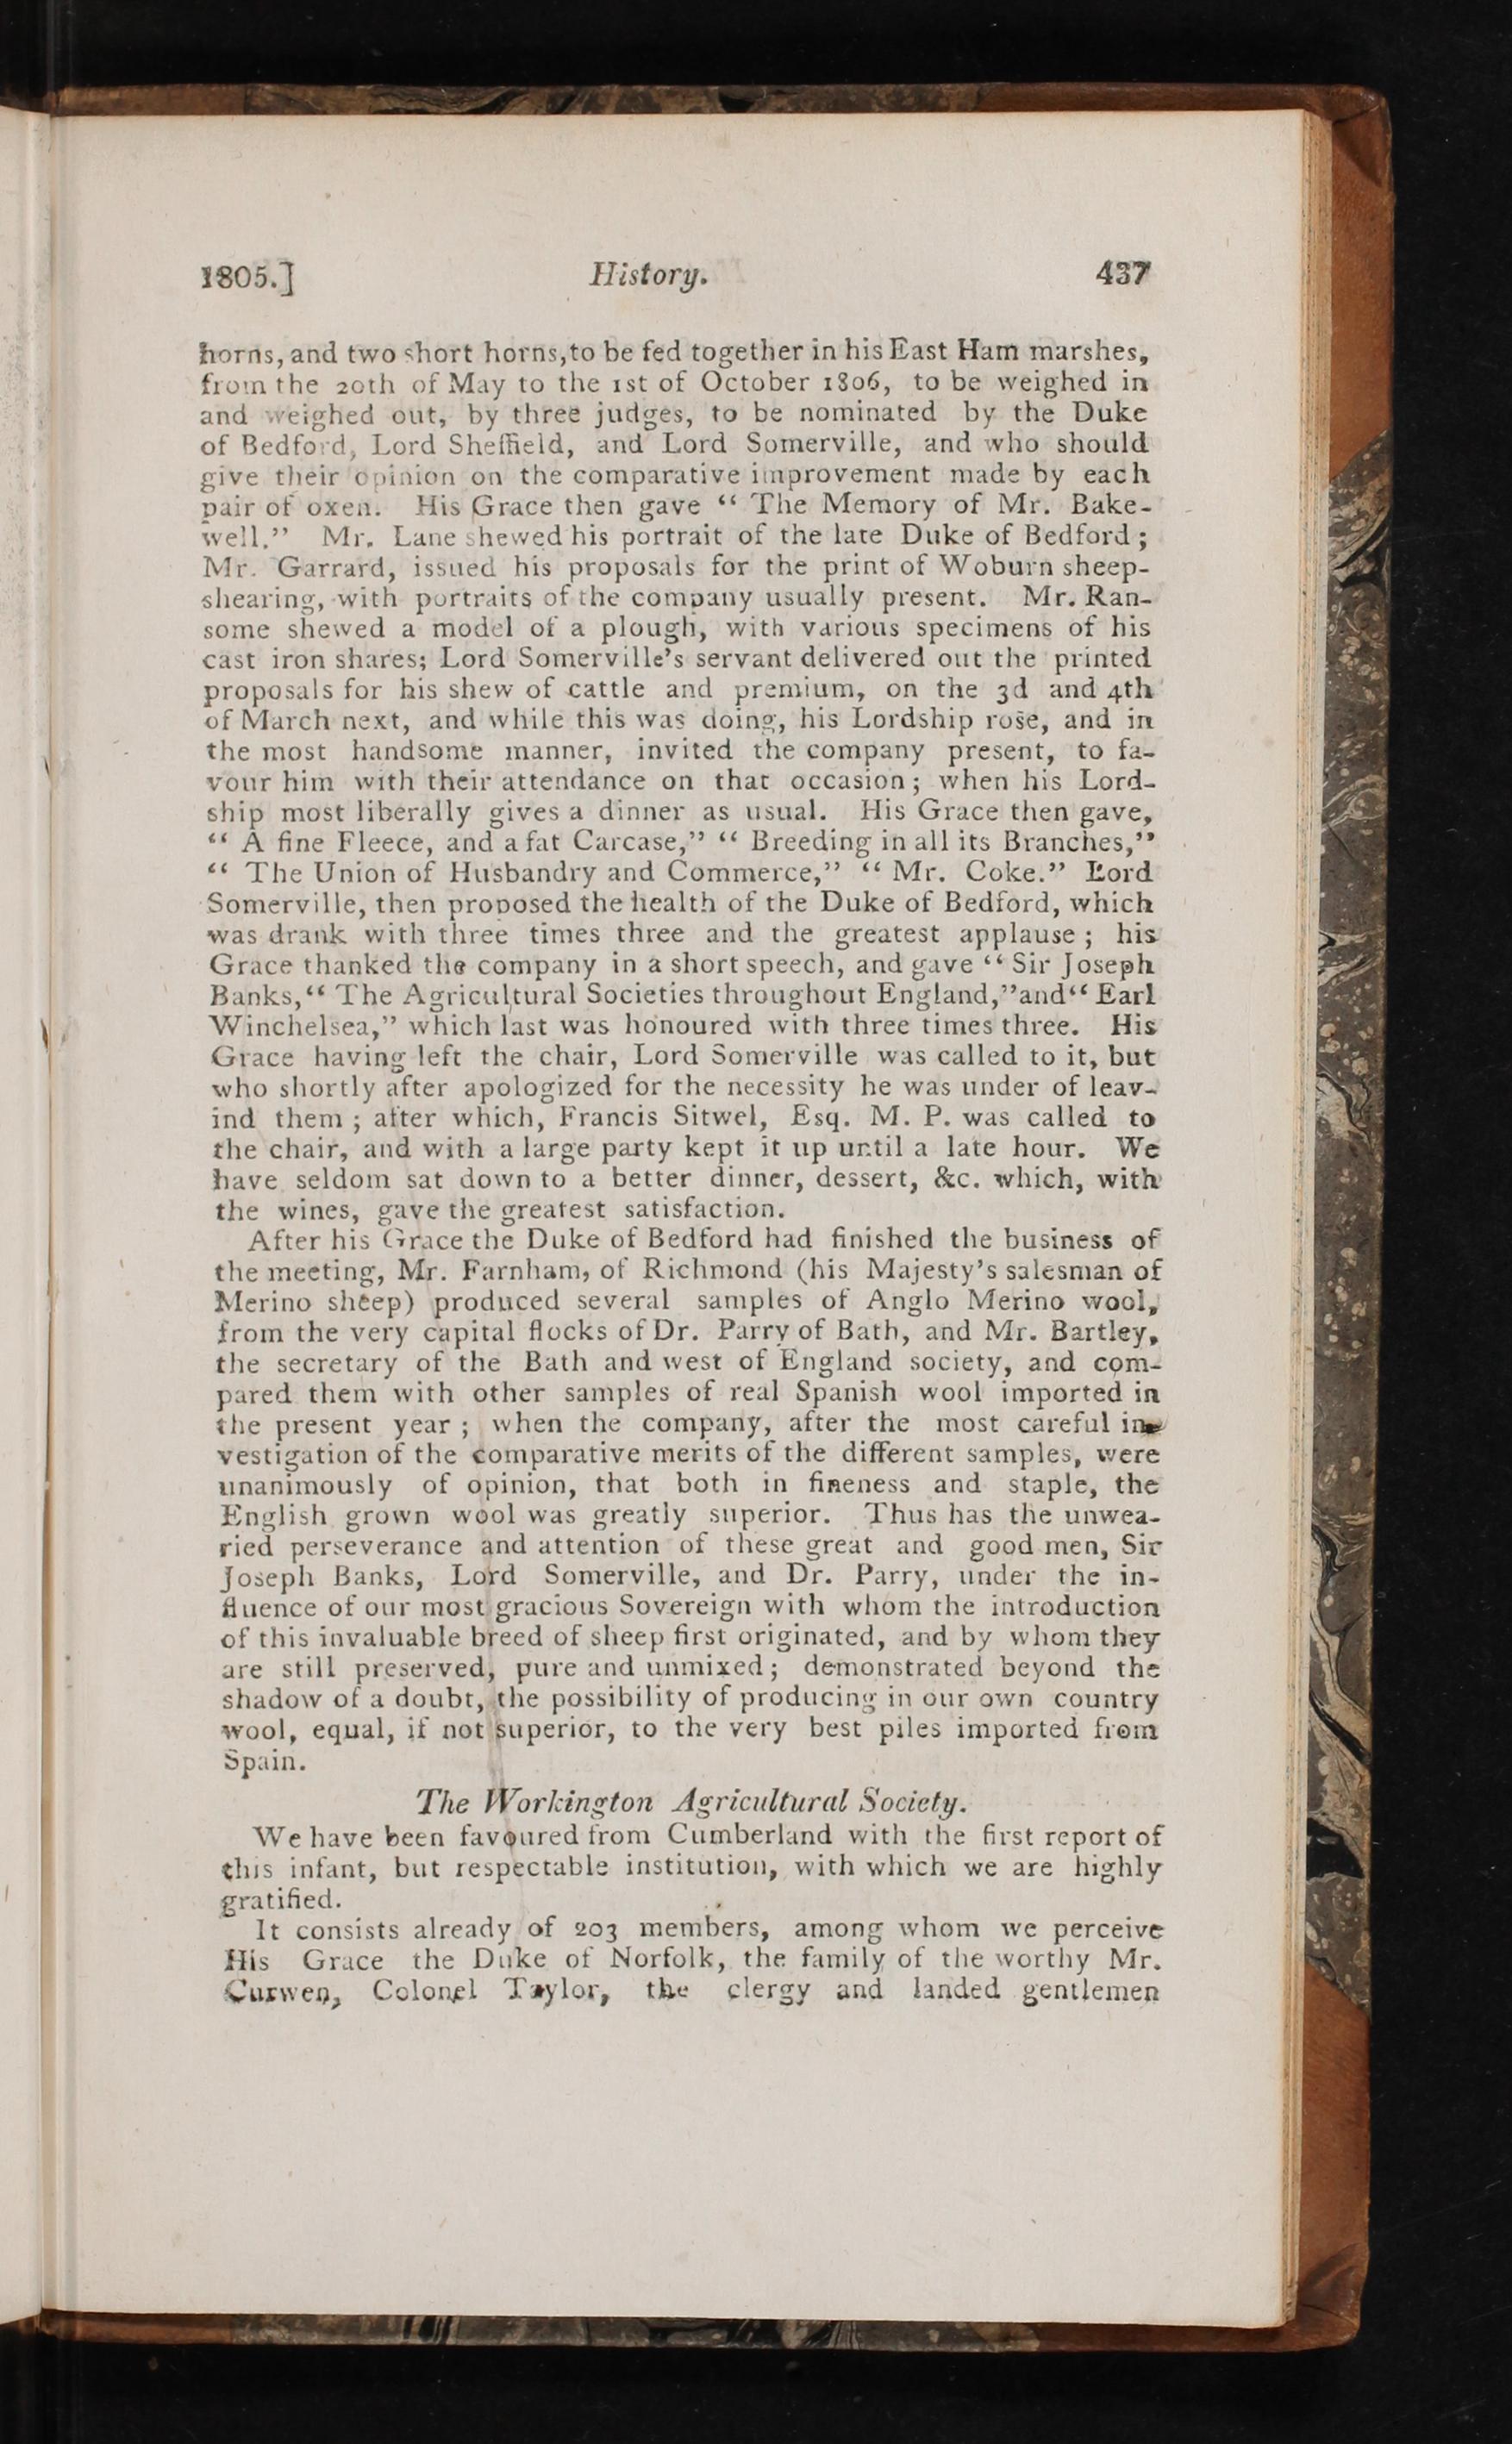 1805.] History. 437
horns, and two short horns, to be fed together in his East Ham marshes,
from the 20th of May to the 1st of October 1806, to be weighed in
and weighed out, by three judges, to be nominated by the Duke
of Bedford, Lord Sheffield, and Lord Somerville, and who should
give their opinion on the comparative improvement made by each
pair of oxen. His Grace then gave “ The Memory of Mr. Bake-
well.” Mr. Lane shewed his portrait of the late Duke of Bedford ;
Mr. Garrard, issued his proposals for the print of Woburn sheep-
shearing, with portraits of the company usually present. Mr. Ran-
some shewed a model of a plough, with various specimens of his
cast iron shares; Lord Somerville’s servant delivered out the printed
proposals for his shew of cattle and premium, on the 3d and 4th
of March next, and while this was doing, his Lordship rose, and in
the most handsome manner, invited the company present, to fa-
vour him with their attendance on that occasion ; when his Lord-
ship most liberally gives a dinner as usual. His Grace then gave,
“ A fine Fleece, and a fat Carcase,” “ Breeding in all its Branches,”
“ The Union of Husbandry and Commerce,” “ Mr. Coke.” Lord
Somerville, then proposed the health of the Duke of Bedford, which
was drank with three times three and the greatest applause ; his
Grace thanked the company in a short speech, and gave “ Sir Joseph
Banks,“ The Agricultural Societies throughout England,”and“ Earl
Winchelsea,” which last was honoured with three times three. His
Grace having left the chair, Lord Somerville was called to it, but
who shortly after apologized for the necessity he was under of leav-
ind them ; after which, Francis Sitwel, Esq. M. P. was called to
the chair, and with a large party kept it up until a late hour. We
have seldom sat down to a better dinner, dessert, &c. which, with
the wines, gave the greatest satisfaction.
After his Grace the Duke of Bedford had finished the business of
the meeting, Mr. Farnham, of Richmond (his Majesty’s salesman of
Merino sheep) produced several samples of Anglo Merino wool,
from the very capital flocks of Dr. Parry of Bath, and Mr. Bartley,
the secretary of the Bath and west of England society, and com-
pared them with other samples of real Spanish wool imported in
the present year ; when the company, after the most careful in-
vestigation of the comparative merits of the different samples, were
unanimously of opinion, that both in fineness and staple, the
English grown wool was greatly superior. Thus has the unwea-
ried perseverance and attention of these great and good men, Sir
Joseph Banks, Lord Somerville, and Dr. Parry, under the in-
fluence of our most gracious Sovereign with whom the introduction
of this invaluable breed of sheep first originated, and by whom they
are still preserved, pure and unmixed ; demonstrated beyond the
shadow of a doubt, the possibility of producing in our own country
wool, equal, if not superior, to the very best piles imported from
Spain.
The Workington Agricultural Society.
We have been favoured from Cumberland with the first report of
this infant, but respectable institution, with which we are highly
gratified.
It consists already of 203 members, among whom we perceive
His Grace the Duke of Norfolk, the family of the worthy Mr.
Curwen, Colonel Taylor, the clergy and landed gentlemen